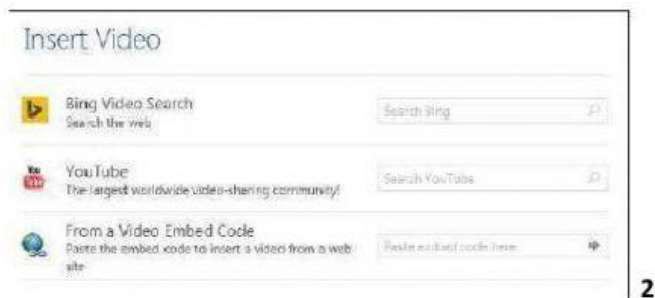 Insert Video
Bing Video Search
Search the web
Search Bing
You
Tube
YouTube
The largest worldwide video-sharing community!
Search YouTube
From a Video Embed Code
Paste the embed code to insert a video from a web
site
Paste embed code here
2